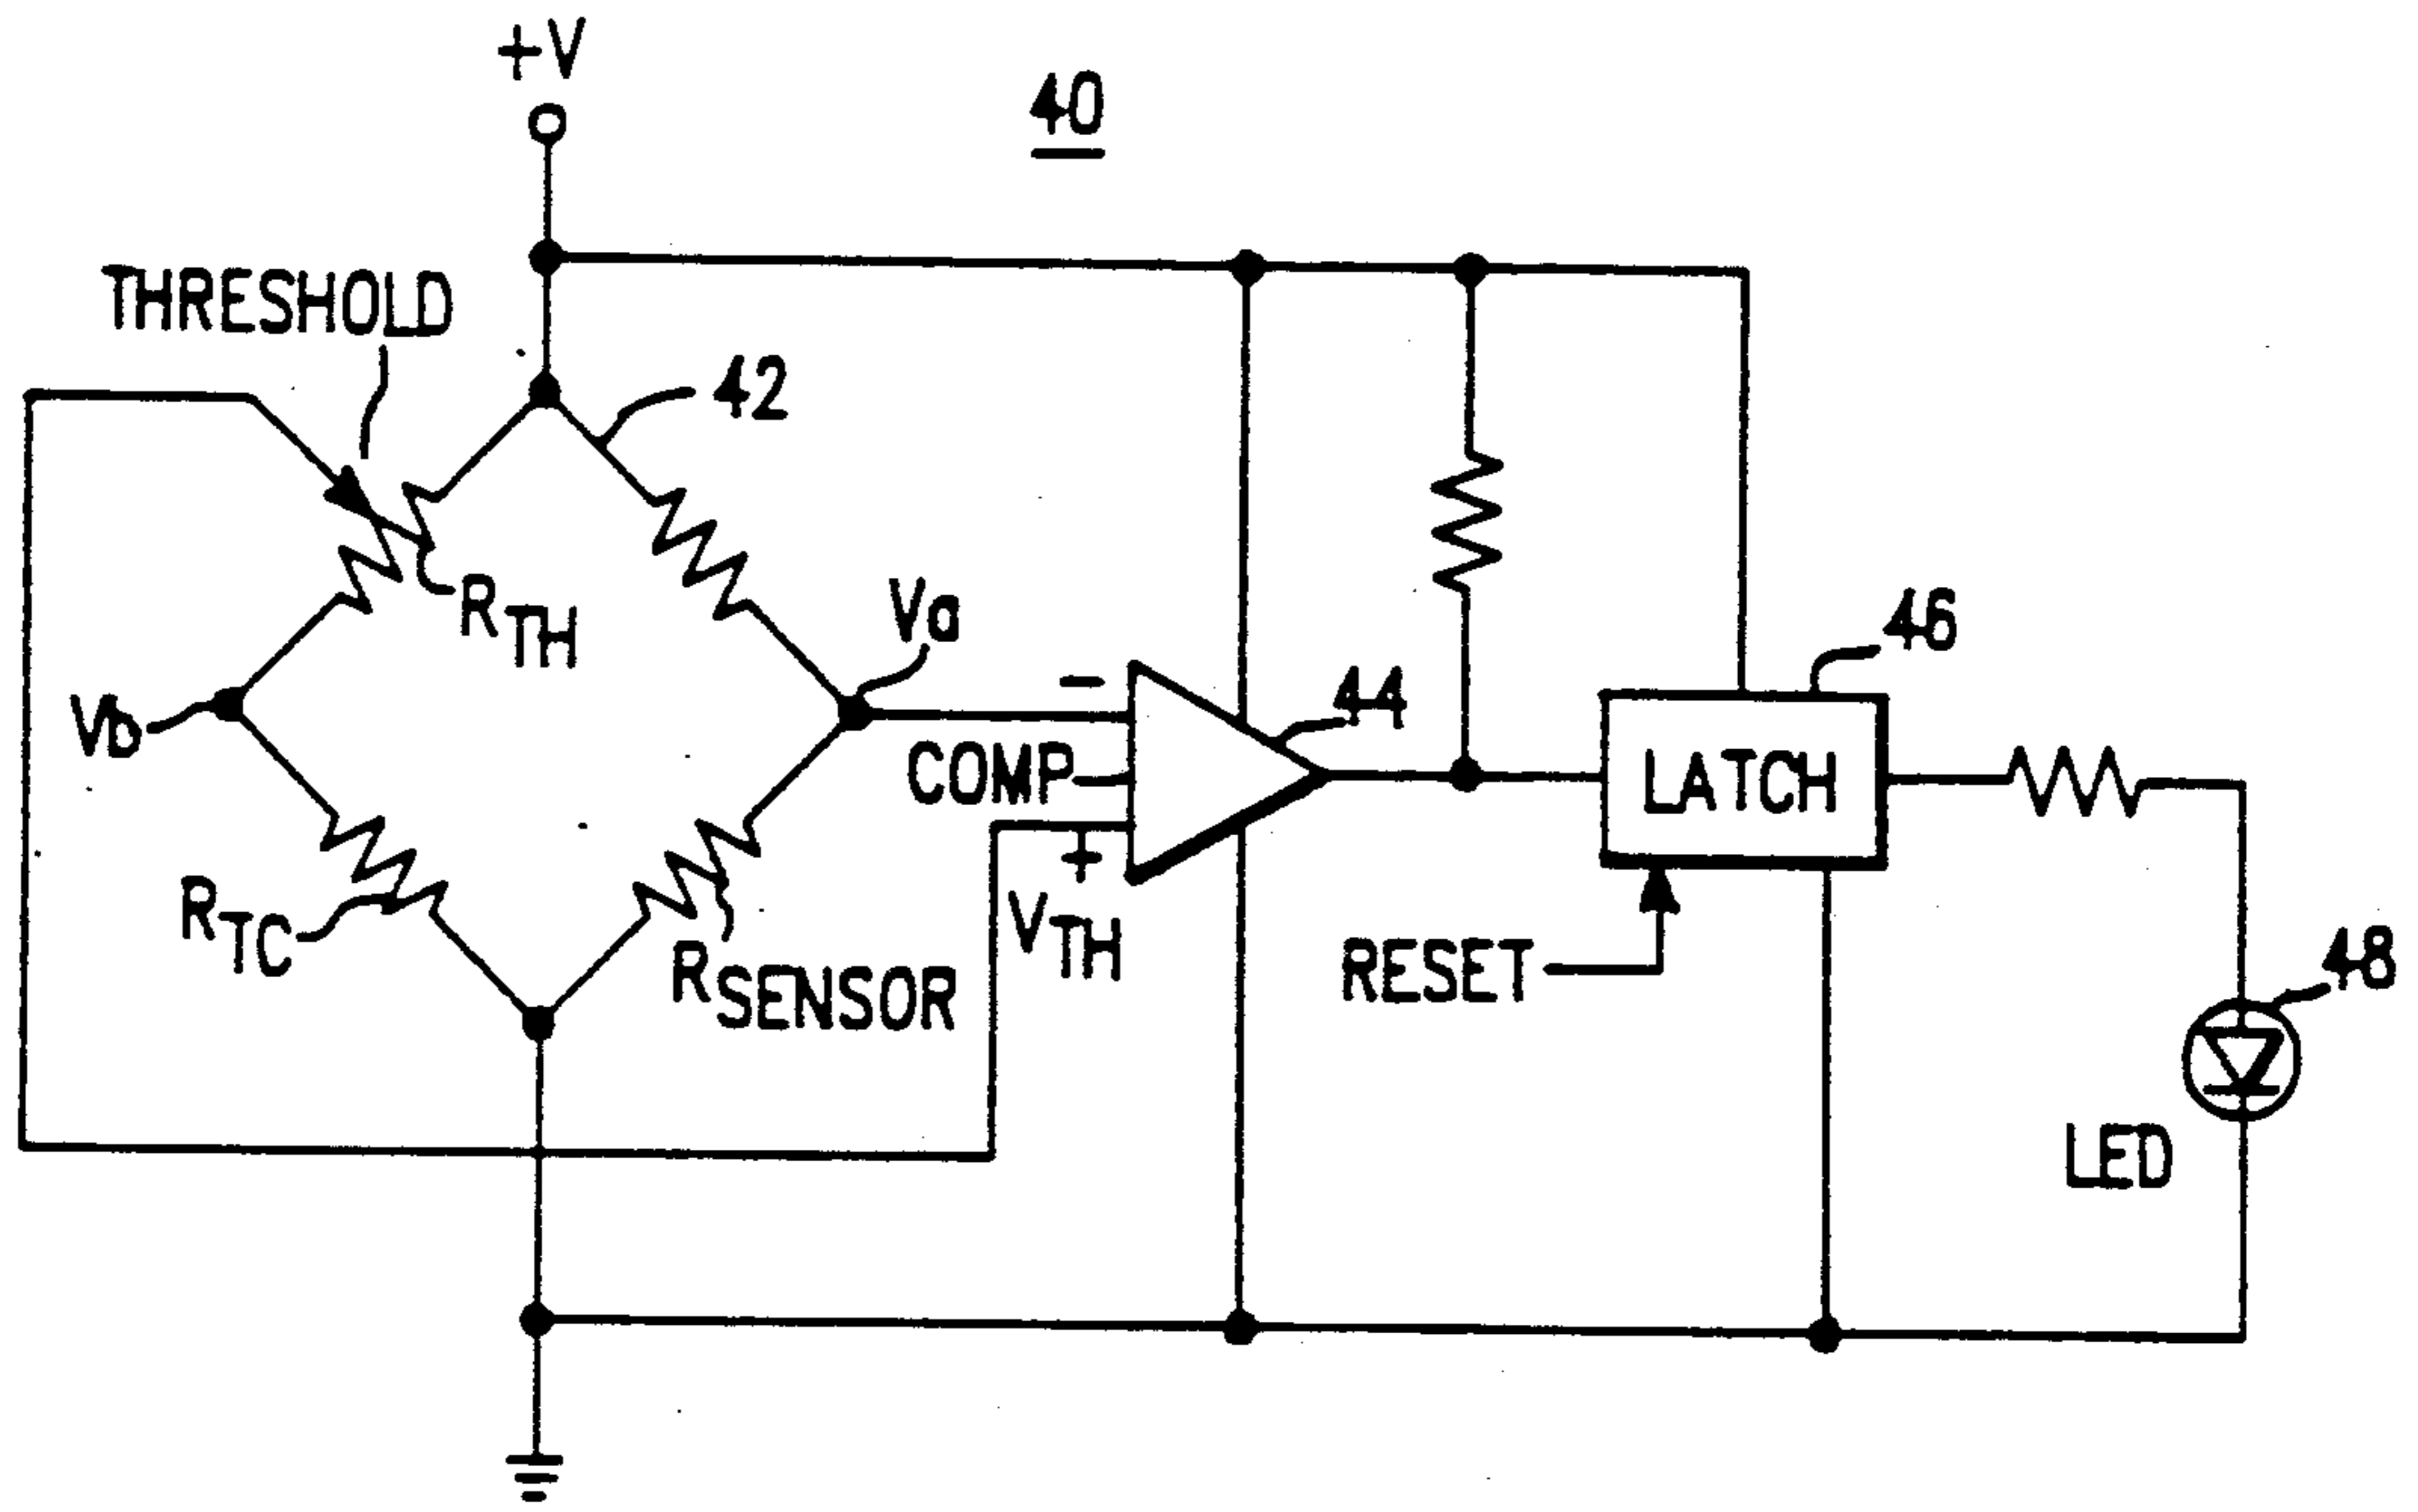 +V
40
THRESHOLD
42
RTH
Va
46
Vb
44
COMP
LATCH
-
+
RTC
VTH
RSENSOR
RESET
48
LED